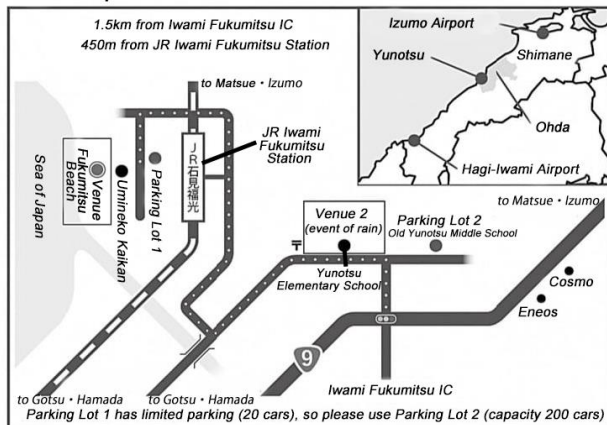 1.5km from Iwami Fukumitsu IC
450m from JR Iwami Fukumitsu Station
to Matsue・Izumo
Izumo Airport
Shimane
Yunotsu
Ohda
Hagi-Iwami Airport
JR Iwami
Fukumitsu
Station
JR石見福光
Sea of Japan
Venue
Fukumitsu
Beach
Umineko Kaikan
Parking Lot 1
to Matsue・Izumo
Venue 2
(event of rain)
Parking Lot 2
Old Yunotsu Middle School
〒
Yunotsu
Elementary School
Cosmo
Eneos
9
Iwami Fukumitsu IC
to Gotsu・Hamada
to Gotsu・Hamada
to Gotsu・Hamada
Parking Lot 1 has limited parking (20 cars), so please use Parking Lot 2 (capacity 200 cars)